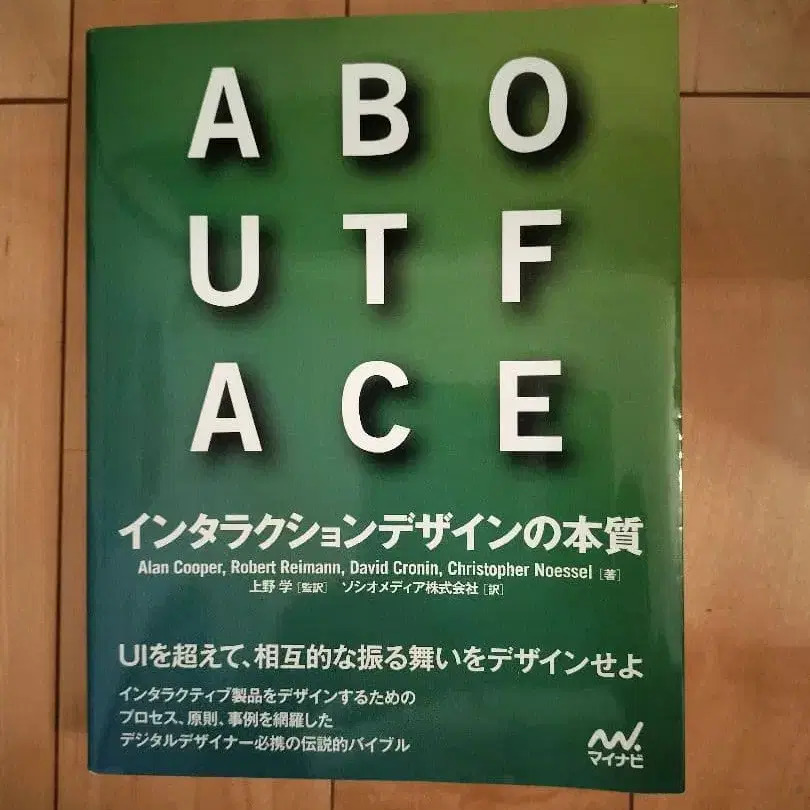 ABO
UTF
ACE
インタラクションデザインの本質
Alan Cooper, Robert Reimann, David Cronin, Christopher Noessel［著］
上野 学［監訳］ ソシオメディア株式会社［訳］
UIを超えて、相互的な振る舞いをデザインせよ
インタラクティブ製品をデザインするための
プロセス、原則、事例を網羅した
デジタルデザイナー必携の伝説的バイブル
マイナビ